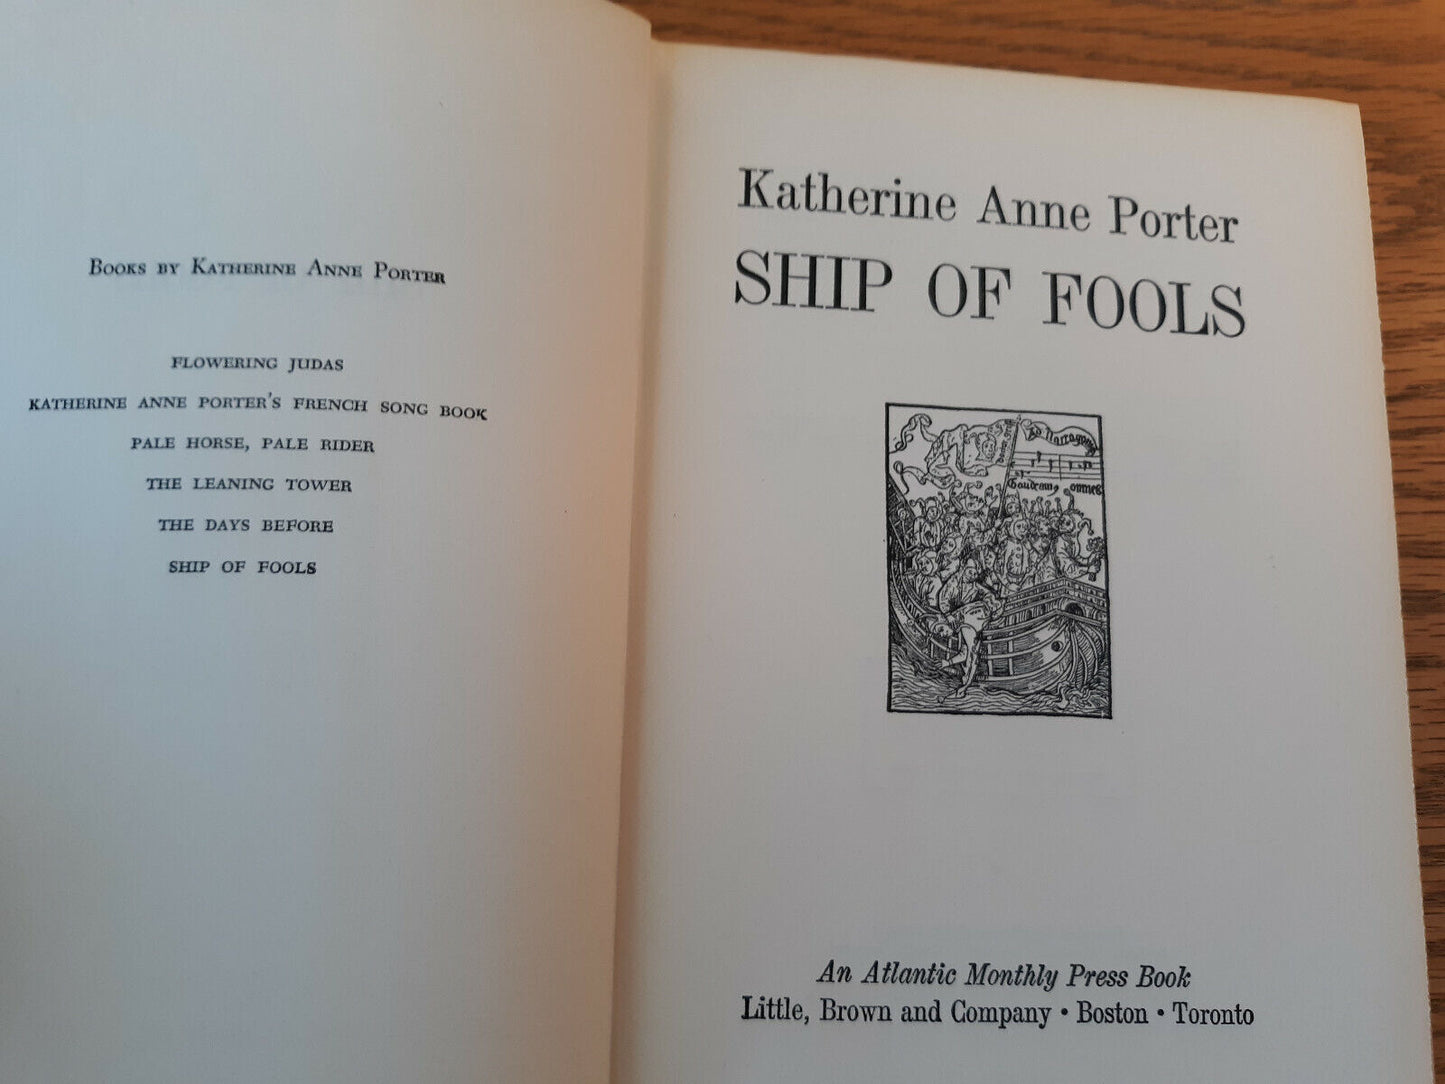 Books by Katherine Anne Porter
FLOWERING JUDAS
KATHERINE ANNE PORTER'S FRENCH SONG BOOK
PALE HORSE, PALE RIDER
THE LEANING TOWER
THE DAYS BEFORE
SHIP OF FOOLS
Katherine Anne Porter
SHIP OF FOOLS
Gaudeamus omnes
An Atlantic Monthly Press Book
Little, Brown and Company • Boston • Toronto